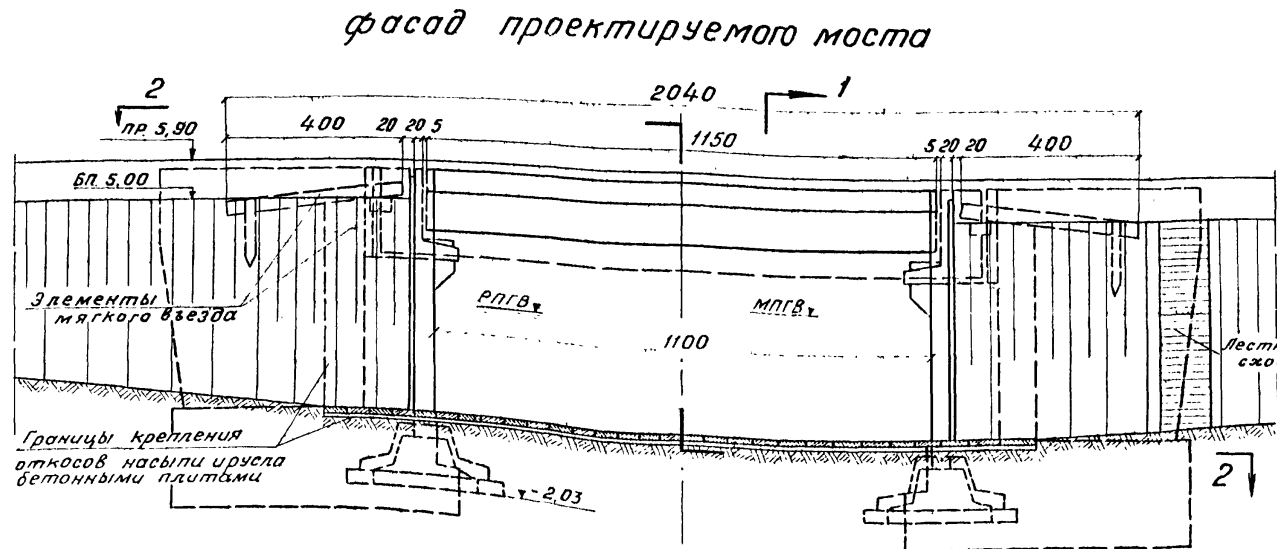 фасад проектируемого моста
2
2040
1
ПР. 5,90
400
20
20
5
1150
5
20
20
400
БП. 5,00
Элементы
мягкого въезда
РПГВ
МПГВ
1100
Границы крепления
откосов насыпи и русла
бетонными плитами
-2,03
2